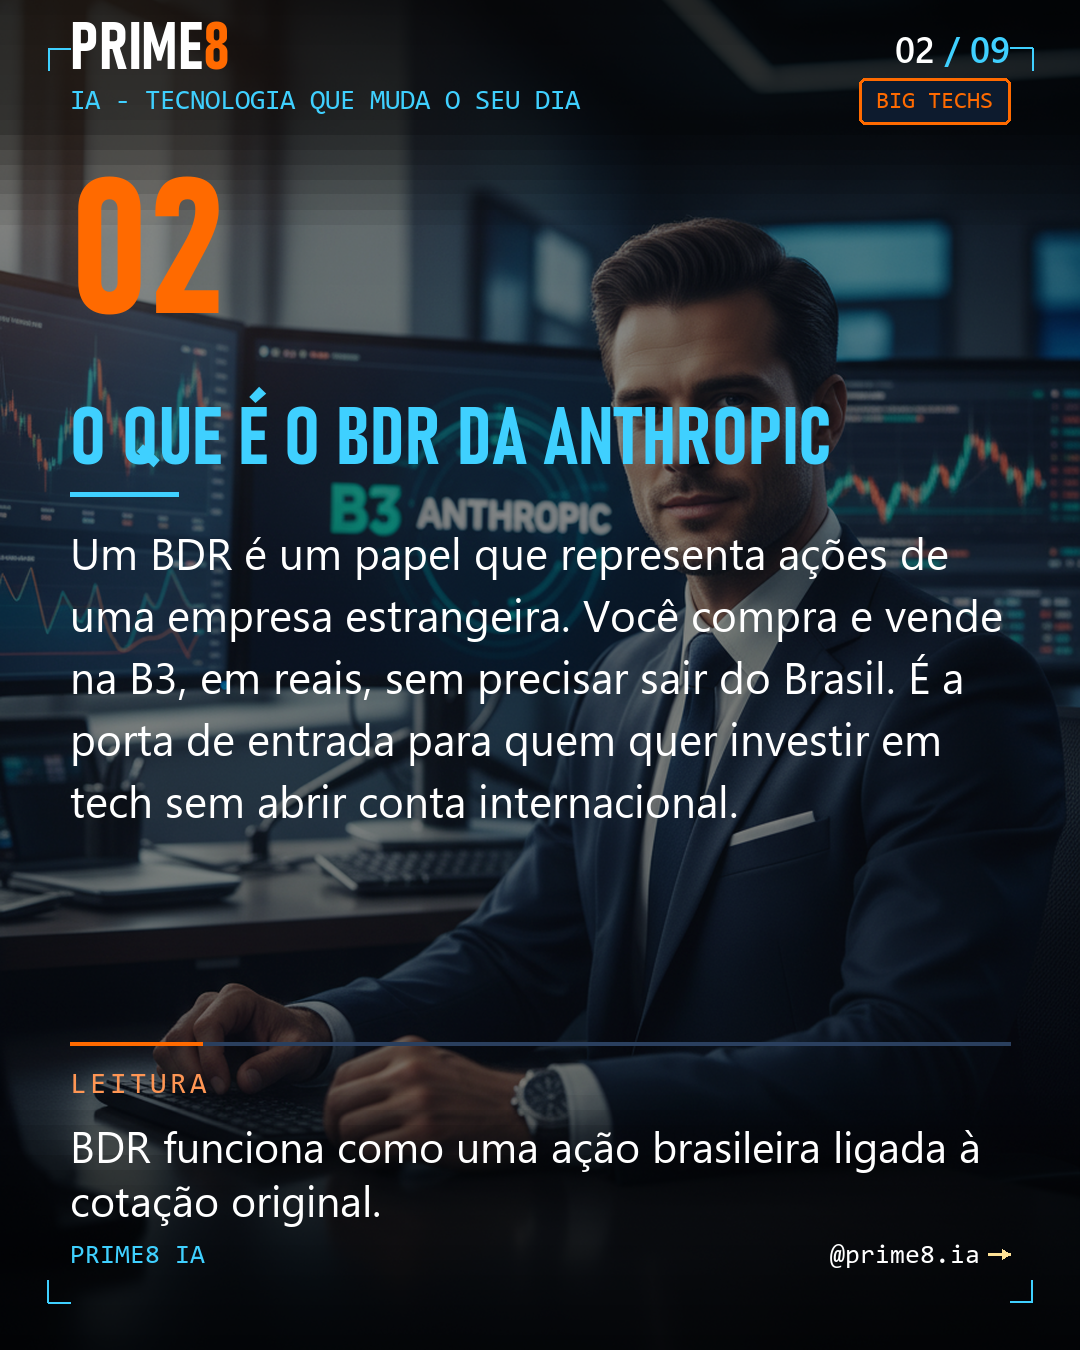 PRIME8
02 / 09
IA - TECNOLOGIA QUE MUDA O SEU DIA
BIG TECHS
02
O QUE É O BDR DA ANTHROPIC
B3 ANTHROPIC
Um BDR é um papel que representa ações de
uma empresa estrangeira. Você compra e vende
na B3, em reais, sem precisar sair do Brasil. É a
porta de entrada para quem quer investir em
tech sem abrir conta internacional.
LEITURA
BDR funciona como uma ação brasileira ligada à
cotação original.
PRIME8 IA
@prime8.ia →